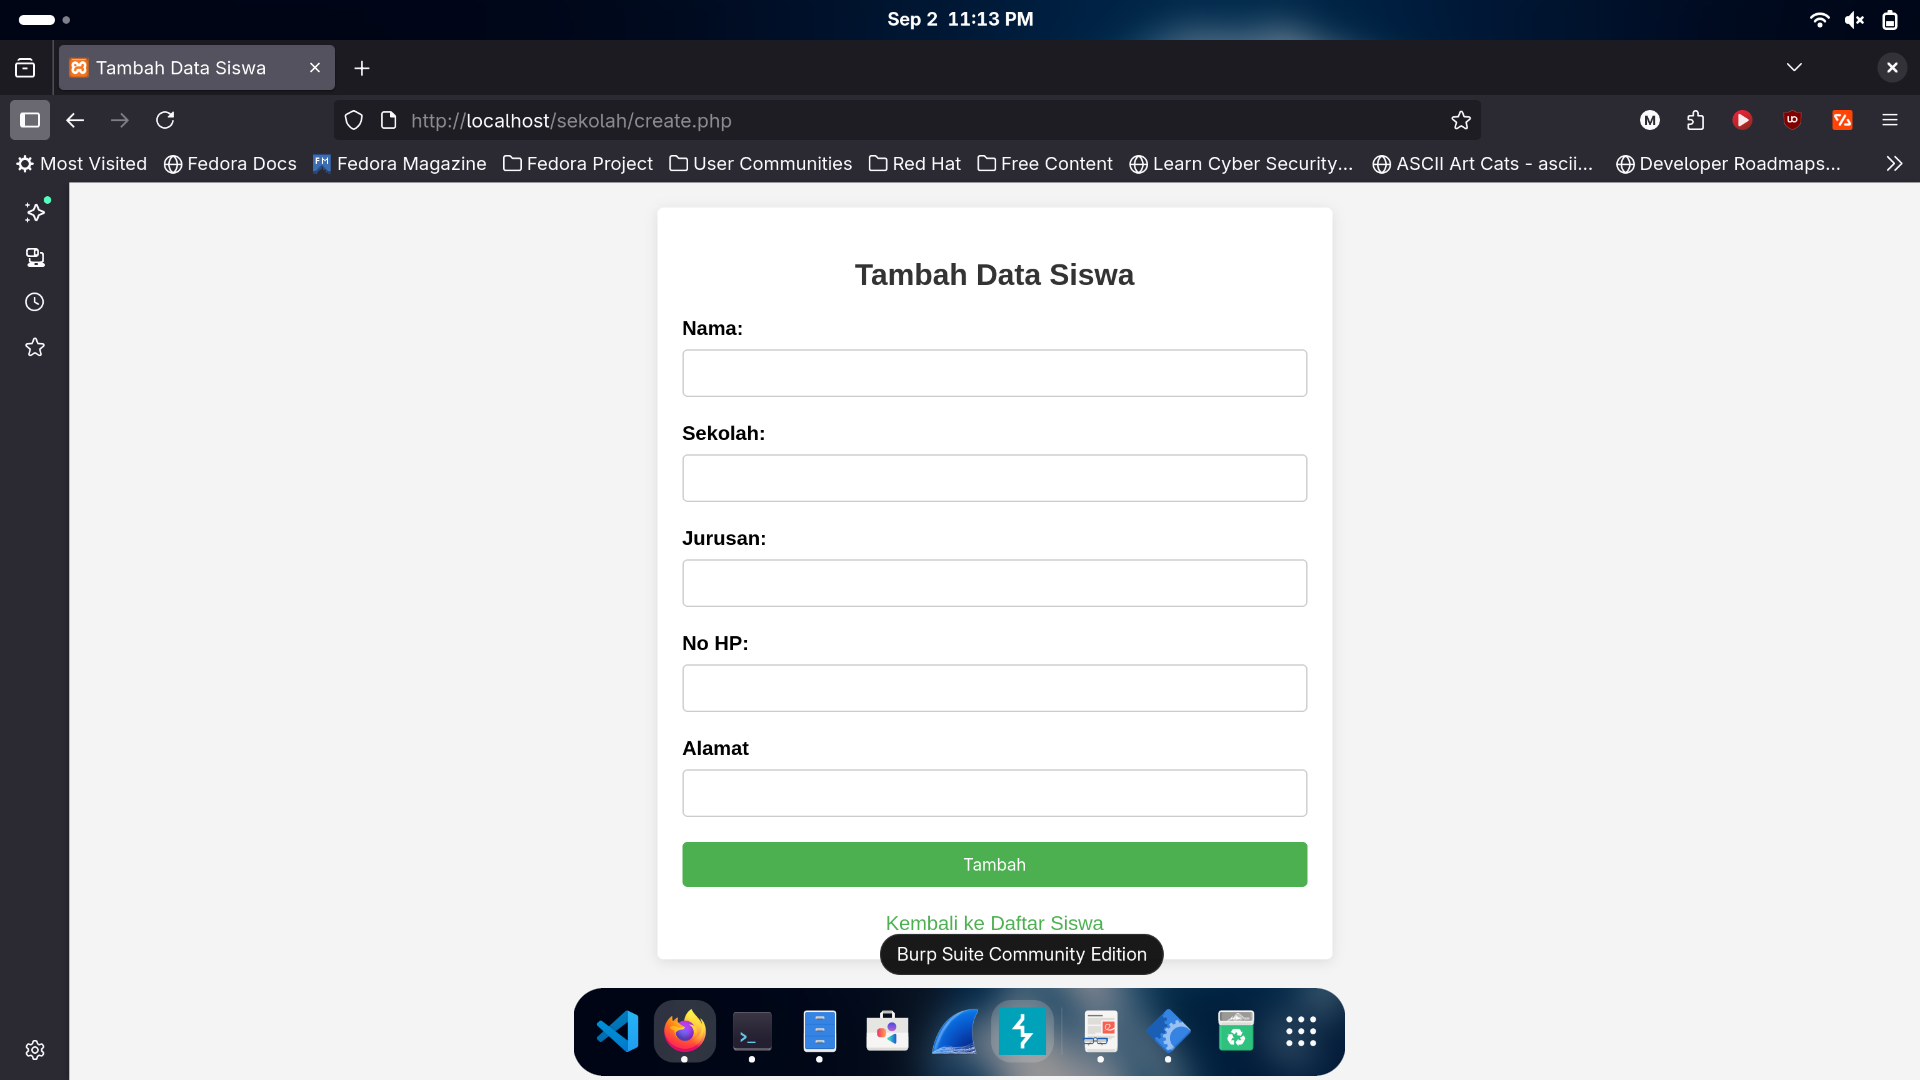 Sep 2 11:13 PM
Tambah Data Siswa
http://localhost/sekolah/create.php
M
UD
Most Visited
Fedora Docs
FM
Fedora Magazine
Fedora Project
User Communities
Red Hat
Free Content
Learn Cyber Security...
ASCII Art Cats - ascii...
Developer Roadmaps...
Tambah Data Siswa
Nama:
Sekolah:
Jurusan:
No HP:
Alamat
Tambah
Kembali ke Daftar Siswa
Burp Suite Community Edition
>_